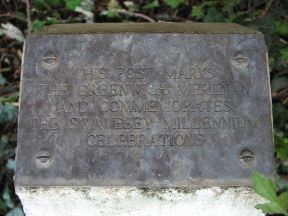 THIS POST MARKS
THE GREENWICH MERIDIAN
AND COMMEMORATES
THE SWAVESEY MILLENNIUM
CELEBRATIONS